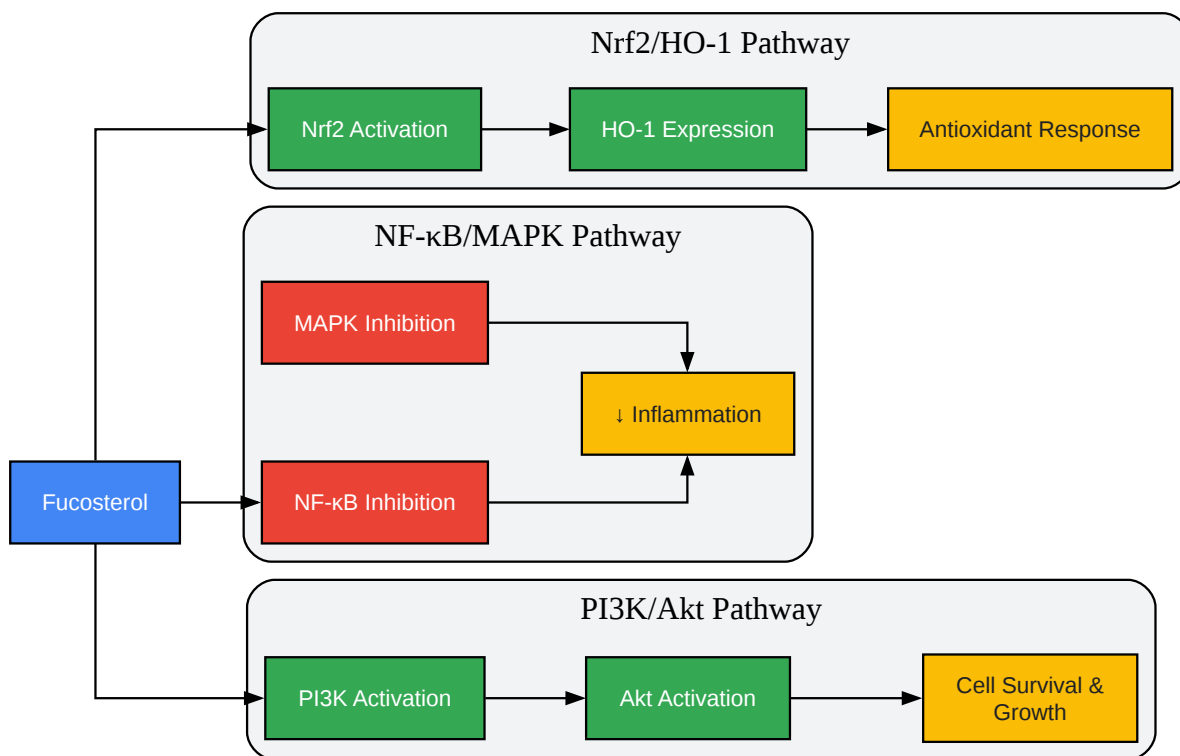 Nrf2/HO-1 Pathway
Nrf2 Activation
HO-1 Expression
Antioxidant Response
NF-κB/MAPK Pathway
MAPK Inhibition
↓ Inflammation
Fucosterol
NF-κB Inhibition
PI3K/Akt Pathway
PI3K Activation
Akt Activation
Cell Survival &
Growth